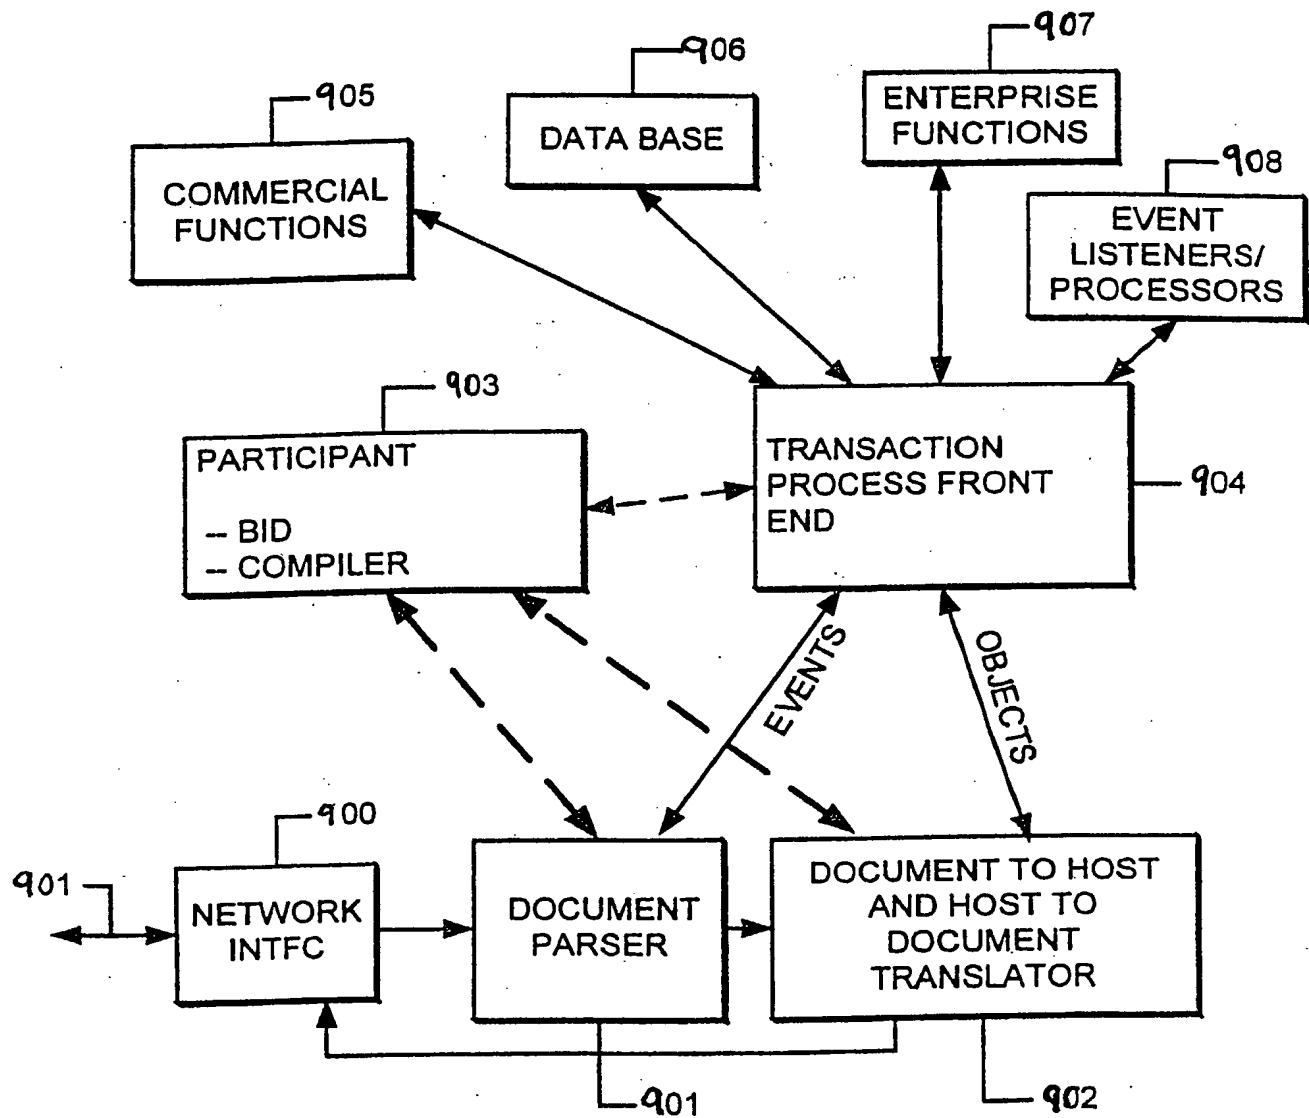 907
906
905
ENTERPRISE
FUNCTIONS
DATA BASE
908
COMMERCIAL
FUNCTIONS
EVENT
LISTENERS/
PROCESSORS
903
PARTICIPANT
-- BID
-- COMPILER
TRANSACTION
PROCESS FRONT
END
904
EVENTS
OBJECTS
900
901
NETWORK
INTFC
DOCUMENT
PARSER
DOCUMENT TO HOST
AND HOST TO
DOCUMENT
TRANSLATOR
901
902